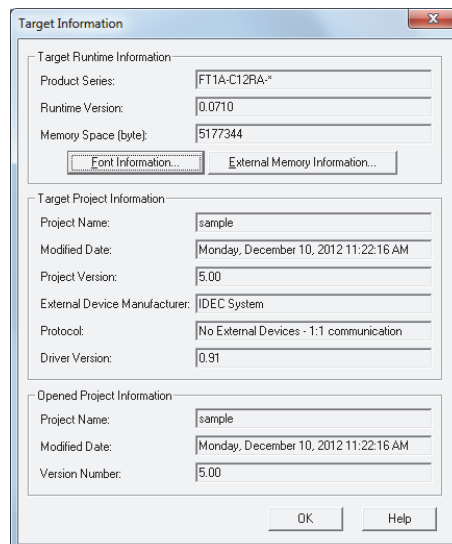 Target Information
Target Runtime Information
Product Series: FT1A-C12RA-*
Runtime Version: 0.0710
Memory Space (byte): 5177344
Font Information... External Memory Information...
Target Project Information
Project Name: sample
Modified Date: Monday, December 10, 2012 11:22:16 AM
Project Version: 5.00
External Device Manufacturer: IDEC System
Protocol: No External Devices - 1:1 communication
Driver Version: 0.91
Opened Project Information
Project Name: sample
Modified Date: Monday, December 10, 2012 11:22:16 AM
Version Number: 5.00
OK Help